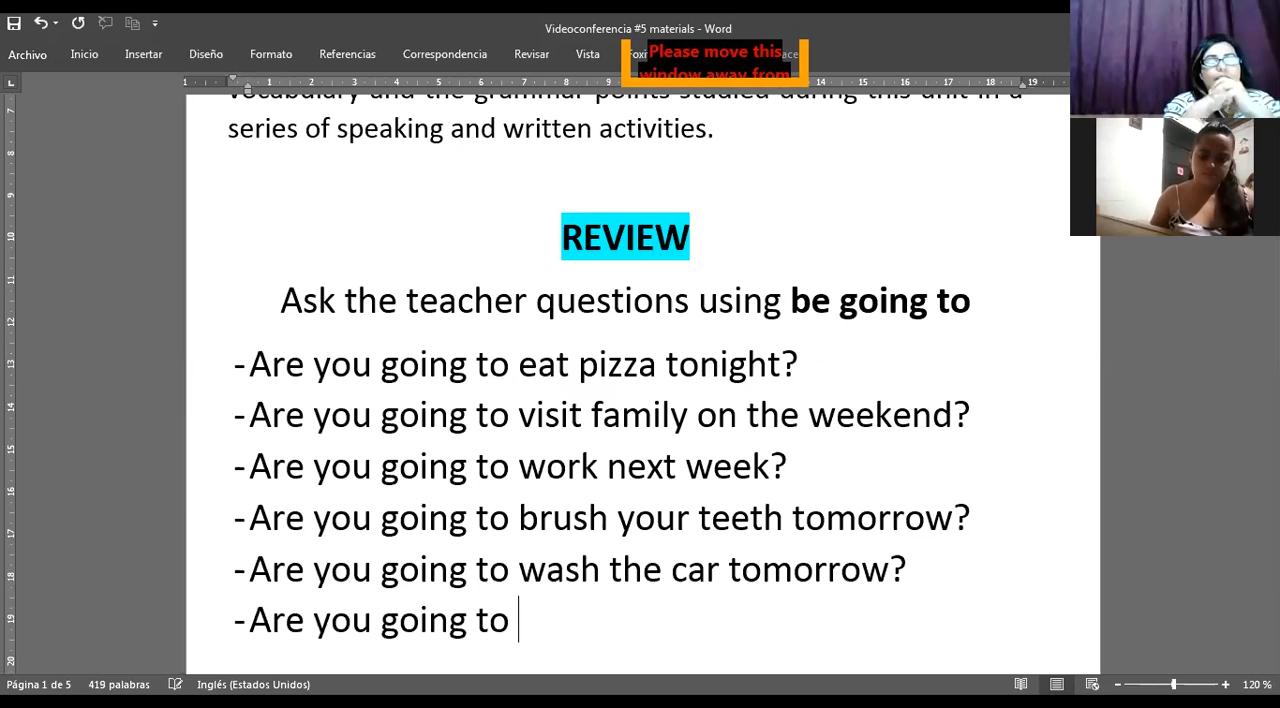 Videoconferencia #5 materials - Word
Archivo Inicio Insertar Diseño Formato Referencias Correspondencia Revisar Vista
Please move this
window away from
vocabulary and the grammar points studied during this unit in a
series of speaking and written activities.
REVIEW
Ask the teacher questions using be going to
-Are you going to eat pizza tonight?
-Are you going to visit family on the weekend?
-Are you going to work next week?
-Are you going to brush your teeth tomorrow?
-Are you going to wash the car tomorrow?
-Are you going to
Página 1 de 5 419 palabras Inglés (Estados Unidos) 120 %